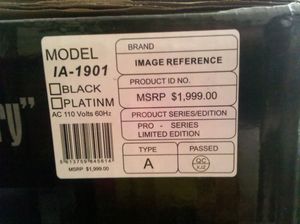 MODEL
IA-1901
BLACK
PLATINM
AC 110 Volts 60Hz
MSRP $1,999.00
BRAND
IMAGE REFERENCE
PRODUCT ID NO.
MSRP $1,999.00
PRODUCT SERIES/EDITION
PRO - SERIES
LIMITED EDITION
TYPE
A
PASSED
QC
ry"